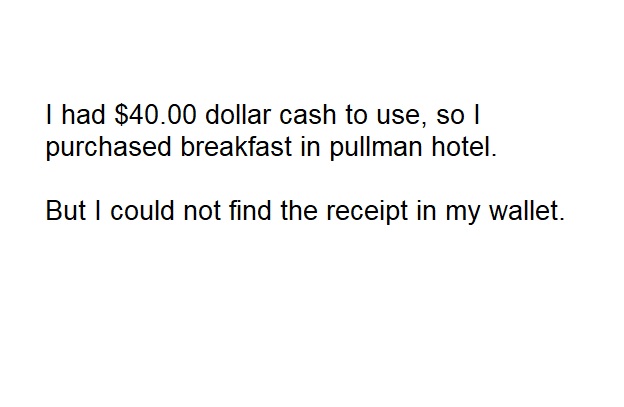 I had $40.00 dollar cash to use, so I
purchased breakfast in pullman hotel.
But I could not find the receipt in my wallet.